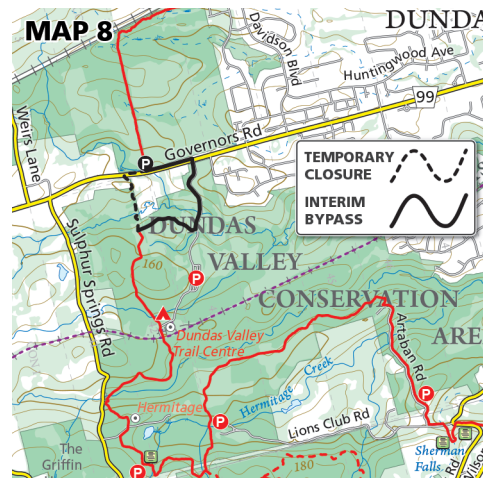 MAP 8
DUNDA
Davidson Blvd
Huntingwood Ave
99
Governors Rd
P
Weirs Lane
TEMPORARY
CLOSURE
INTERIM
BYPASS
Sulphur Springs Rd
DUNDAS
VALLEY
CONSERVATION
ARE
160
P
Dundas Valley
Trail Centre
Artaban Rd
Hermitage
Hermitage Creek
P
P
Lions Club Rd
The
Griffin
Sherman
Falls
Rd
Wilso
180
P